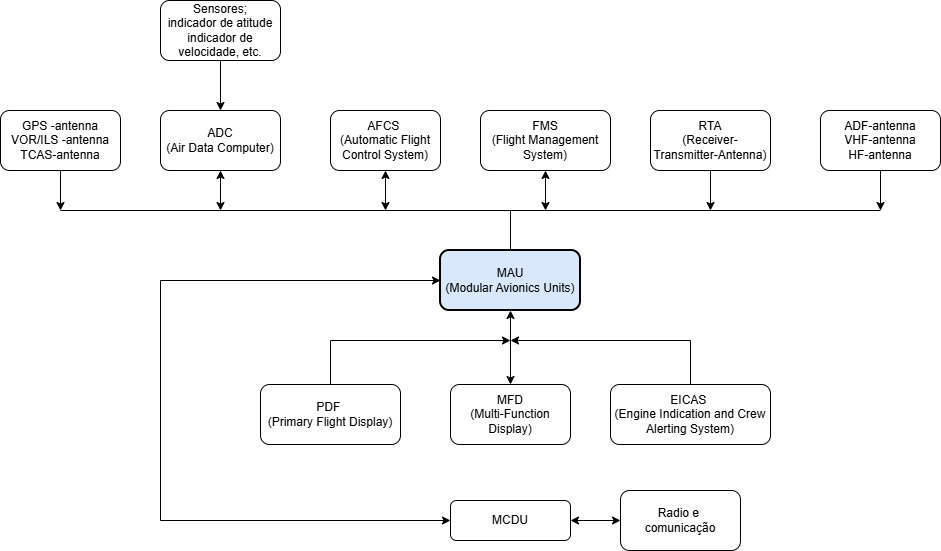 Sensores;
indicador de atitude
indicador de
velocidade, etc.
GPS -antenna
VOR/ILS -antenna
TCAS-antenna
ADC
(Air Data Computer)
AFCS
(Automatic Flight
Control System)
FMS
(Flight Management
System)
RTA
(Receiver-
Transmitter-Antenna)
ADF-antenna
VHF-antenna
HF-antenna
MAU
(Modular Avionics Units)
PDF
(Primary Flight Display)
MFD
(Multi-Function
Display)
EICAS
(Engine Indication and Crew
Alerting System)
MCDU
Radio e
comunicação